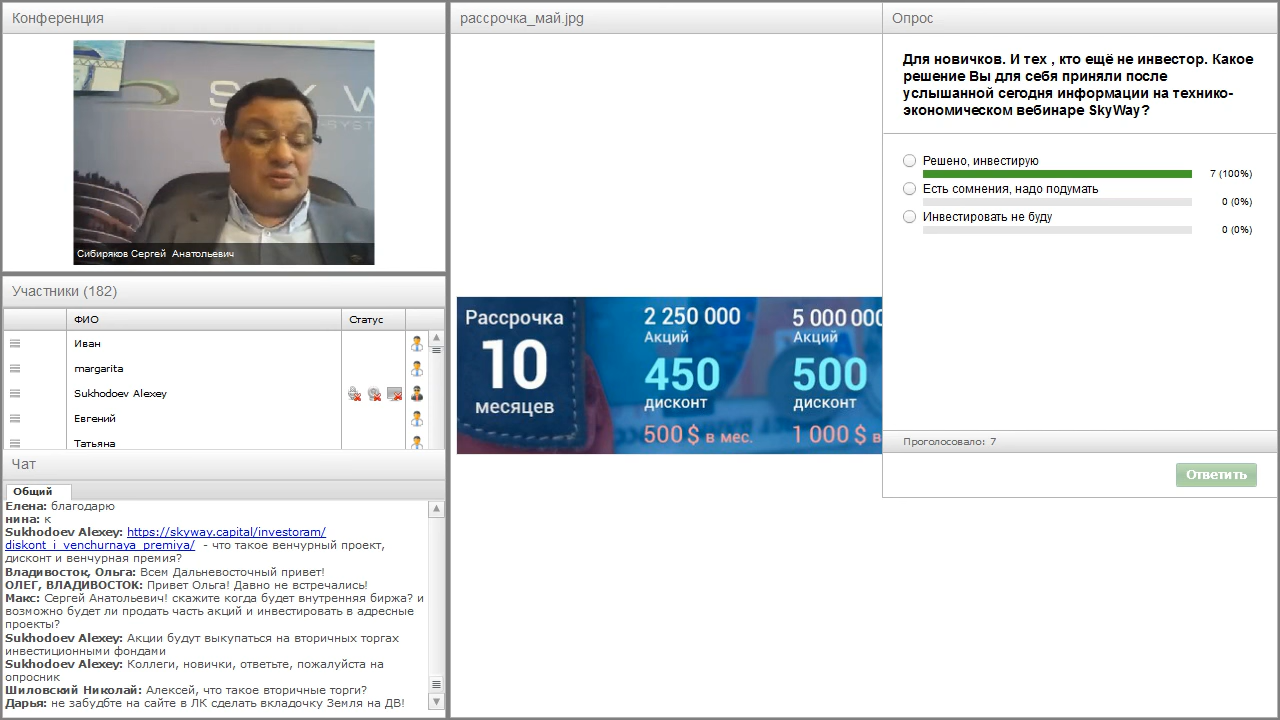 Конференция
SKY W
Сибиряков Сергей Анатольевич
Участники (182)
ФИО
Статус
Иван
margarita
Sukhodoev Alexey
Евгений
Татьяна
Чат
Общий
Елена: благодарю
нина: к
Sukhodoev Alexey: https://skyway.capital/investoram/
diskont_i_venchurnaya_premiya/ - что такое венчурный проект,
дисконт и венчурная премия?
Владивосток, Ольга: Всем Дальневосточный привет!
ОЛЕГ, ВЛАДИВОСТОК: Привет Ольга! Давно не встречались!
Макс: Сергей Анатольевич! скажите когда будет внутренняя биржа? и
возможно будет ли продать часть акций и инвестировать в адресные
проекты?
Sukhodoev Alexey: Акции будут выкупаться на вторичных торгах
инвестиционными фондами
Sukhodoev Alexey: Коллеги, новички, ответьте, пожалуйста на
опросник
Шиловский Николай: Алексей, что такое вторичные торги?
Дарья: не забудбте на сайте в ЛК сделать вкладочку Земля на ДВ!
рассрочка_май.jpg
Рассрочка
10
месяцев
2 250 000
Акций
450
дисконт
500 $ в мес.
5 000 000
Акций
500
дисконт
1 000 $ в
Опрос
Для новичков. И тех , кто ещё не инвестор. Какое
решение Вы для себя приняли после
услышанной сегодня информации на технико-
экономическом вебинаре SkyWay?
Решено, инвестирую
7 (100%)
Есть сомнения, надо подумать
0 (0%)
Инвестировать не буду
0 (0%)
Проголосовало: 7
Ответить